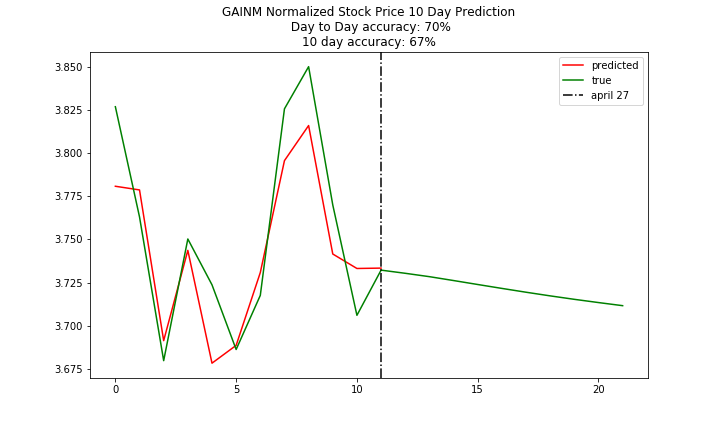 GAINM Normalized Stock Price 10 Day Prediction
Day to Day accuracy: 70%
10 day accuracy: 67%
predicted
true
april 27
3.850
3.825
3.800
3.775
3.750
3.725
3.700
3.675
0 5 10 15 20